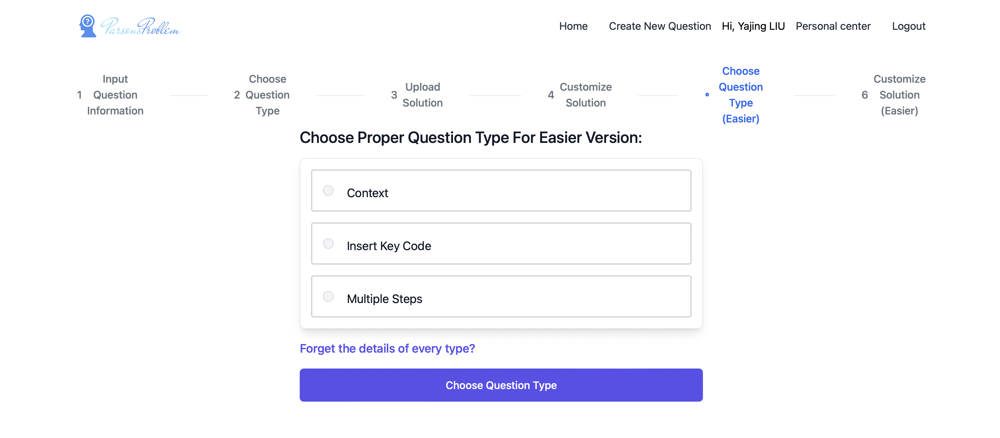 ParsonsProblem
Home Create New Question Hi, Yajing LIU Personal center Logout
1 Input Question Information
2 Choose Question Type
3 Upload Solution
4 Customize Solution
Choose Question Type (Easier)
6 Customize Solution (Easier)
Choose Proper Question Type For Easier Version:
Context
Insert Key Code
Multiple Steps
Forget the details of every type?
Choose Question Type